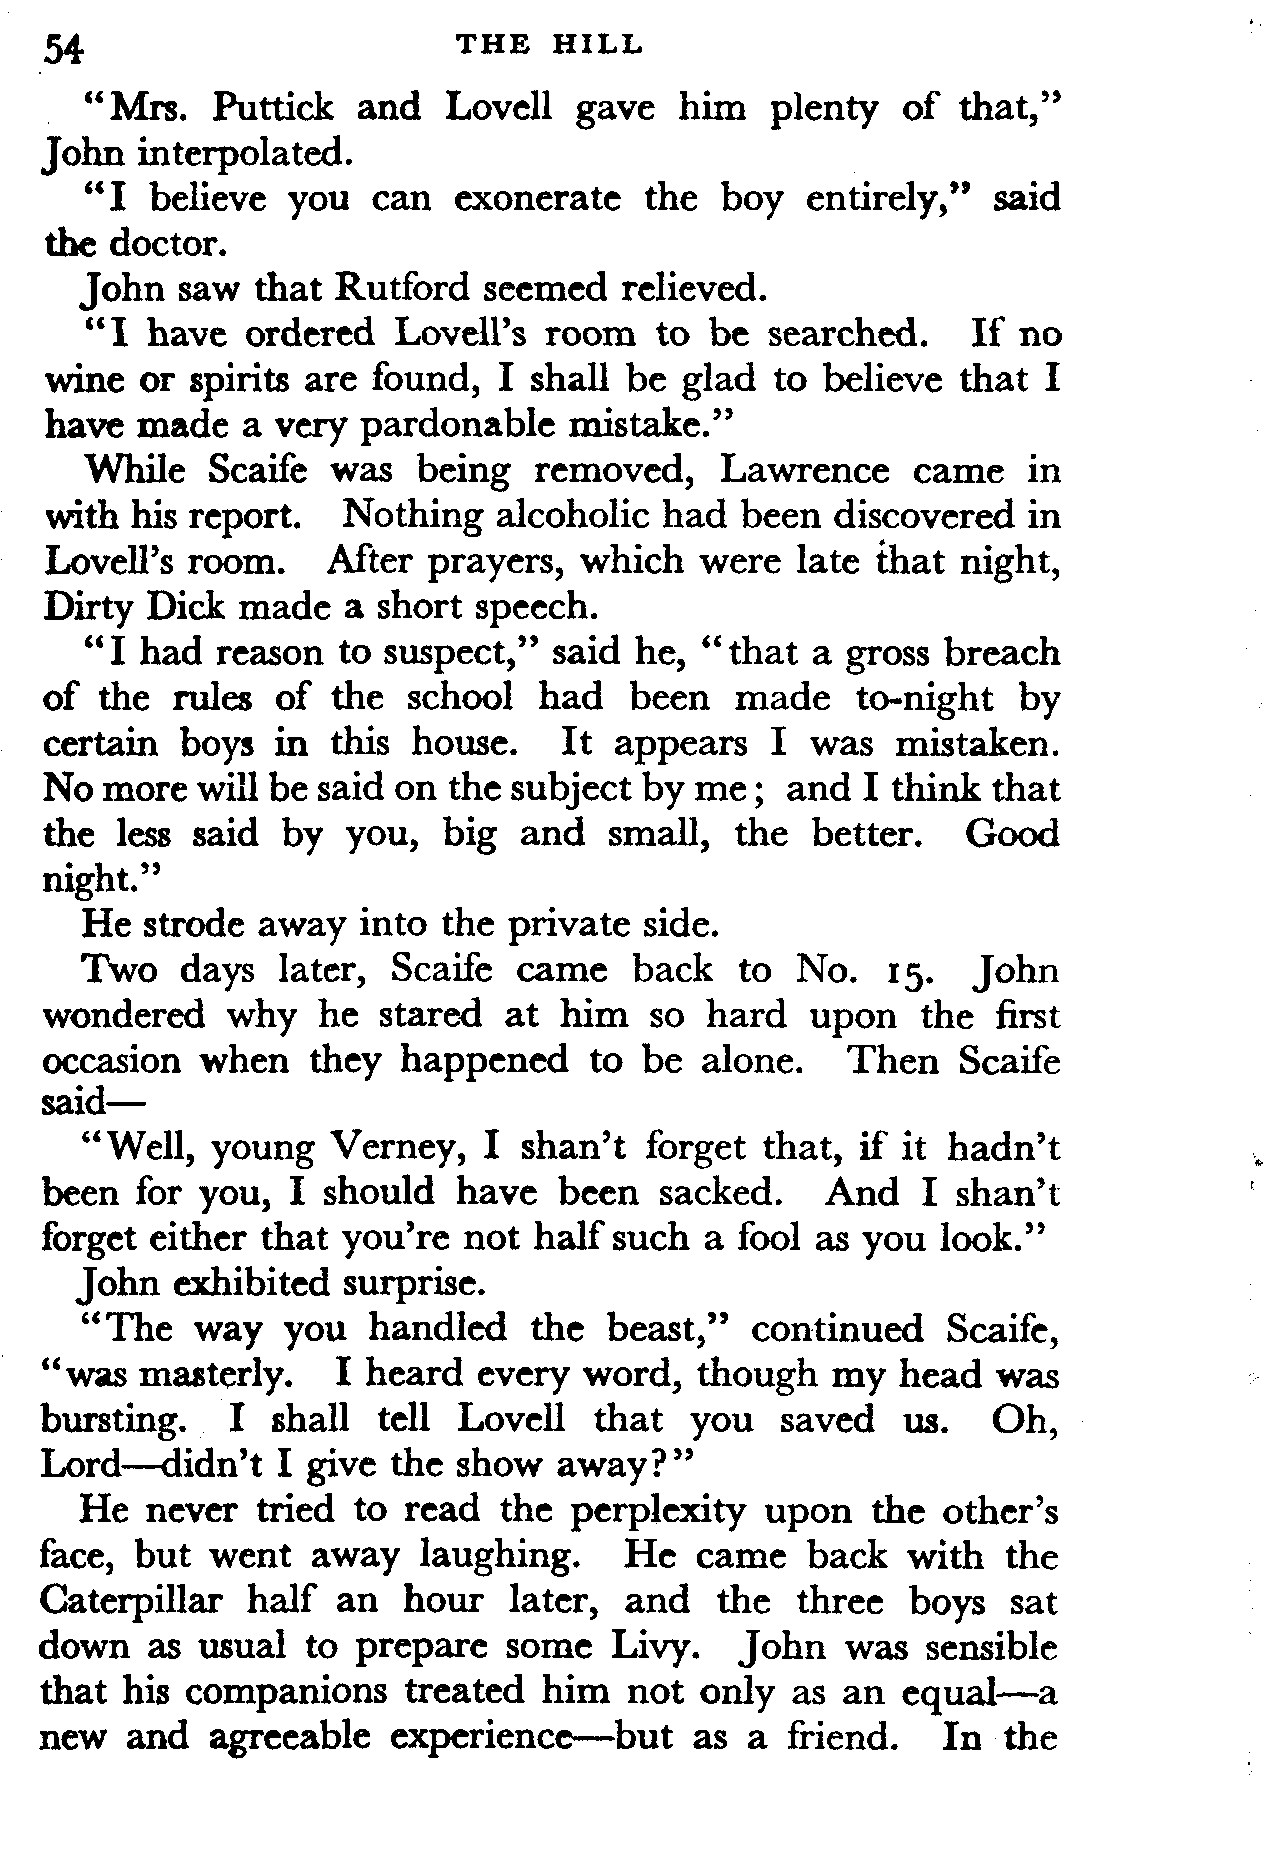 54 THE HILL
"Mrs. Puttick and Lovell gave him plenty of that,"
John interpolated.
"I believe you can exonerate the boy entirely," said
the doctor.
John saw that Rutford seemed relieved.
"I have ordered Lovell's room to be searched. If no
wine or spirits are found, I shall be glad to believe that I
have made a very pardonable mistake."
While Scaife was being removed, Lawrence came in
with his report. Nothing alcoholic had been discovered in
Lovell's room. After prayers, which were late that night,
Dirty Dick made a short speech.
"I had reason to suspect," said he, "that a gross breach
of the rules of the school had been made to-night by
certain boys in this house. It appears I was mistaken.
No more will be said on the subject by me; and I think that
the less said by you, big and small, the better. Good
night."
He strode away into the private side.
Two days later, Scaife came back to No. 15. John
wondered why he stared at him so hard upon the first
occasion when they happened to be alone. Then Scaife
said—
"Well, young Verney, I shan't forget that, if it hadn't
been for you, I should have been sacked. And I shan't
forget either that you're not half such a fool as you look."
John exhibited surprise.
"The way you handled the beast," continued Scaife,
"was masterly. I heard every word, though my head was
bursting. I shall tell Lovell that you saved us. Oh,
Lord—didn't I give the show away?"
He never tried to read the perplexity upon the other's
face, but went away laughing. He came back with the
Caterpillar half an hour later, and the three boys sat
down as usual to prepare some Livy. John was sensible
that his companions treated him not only as an equal—a
new and agreeable experience—but as a friend. In the